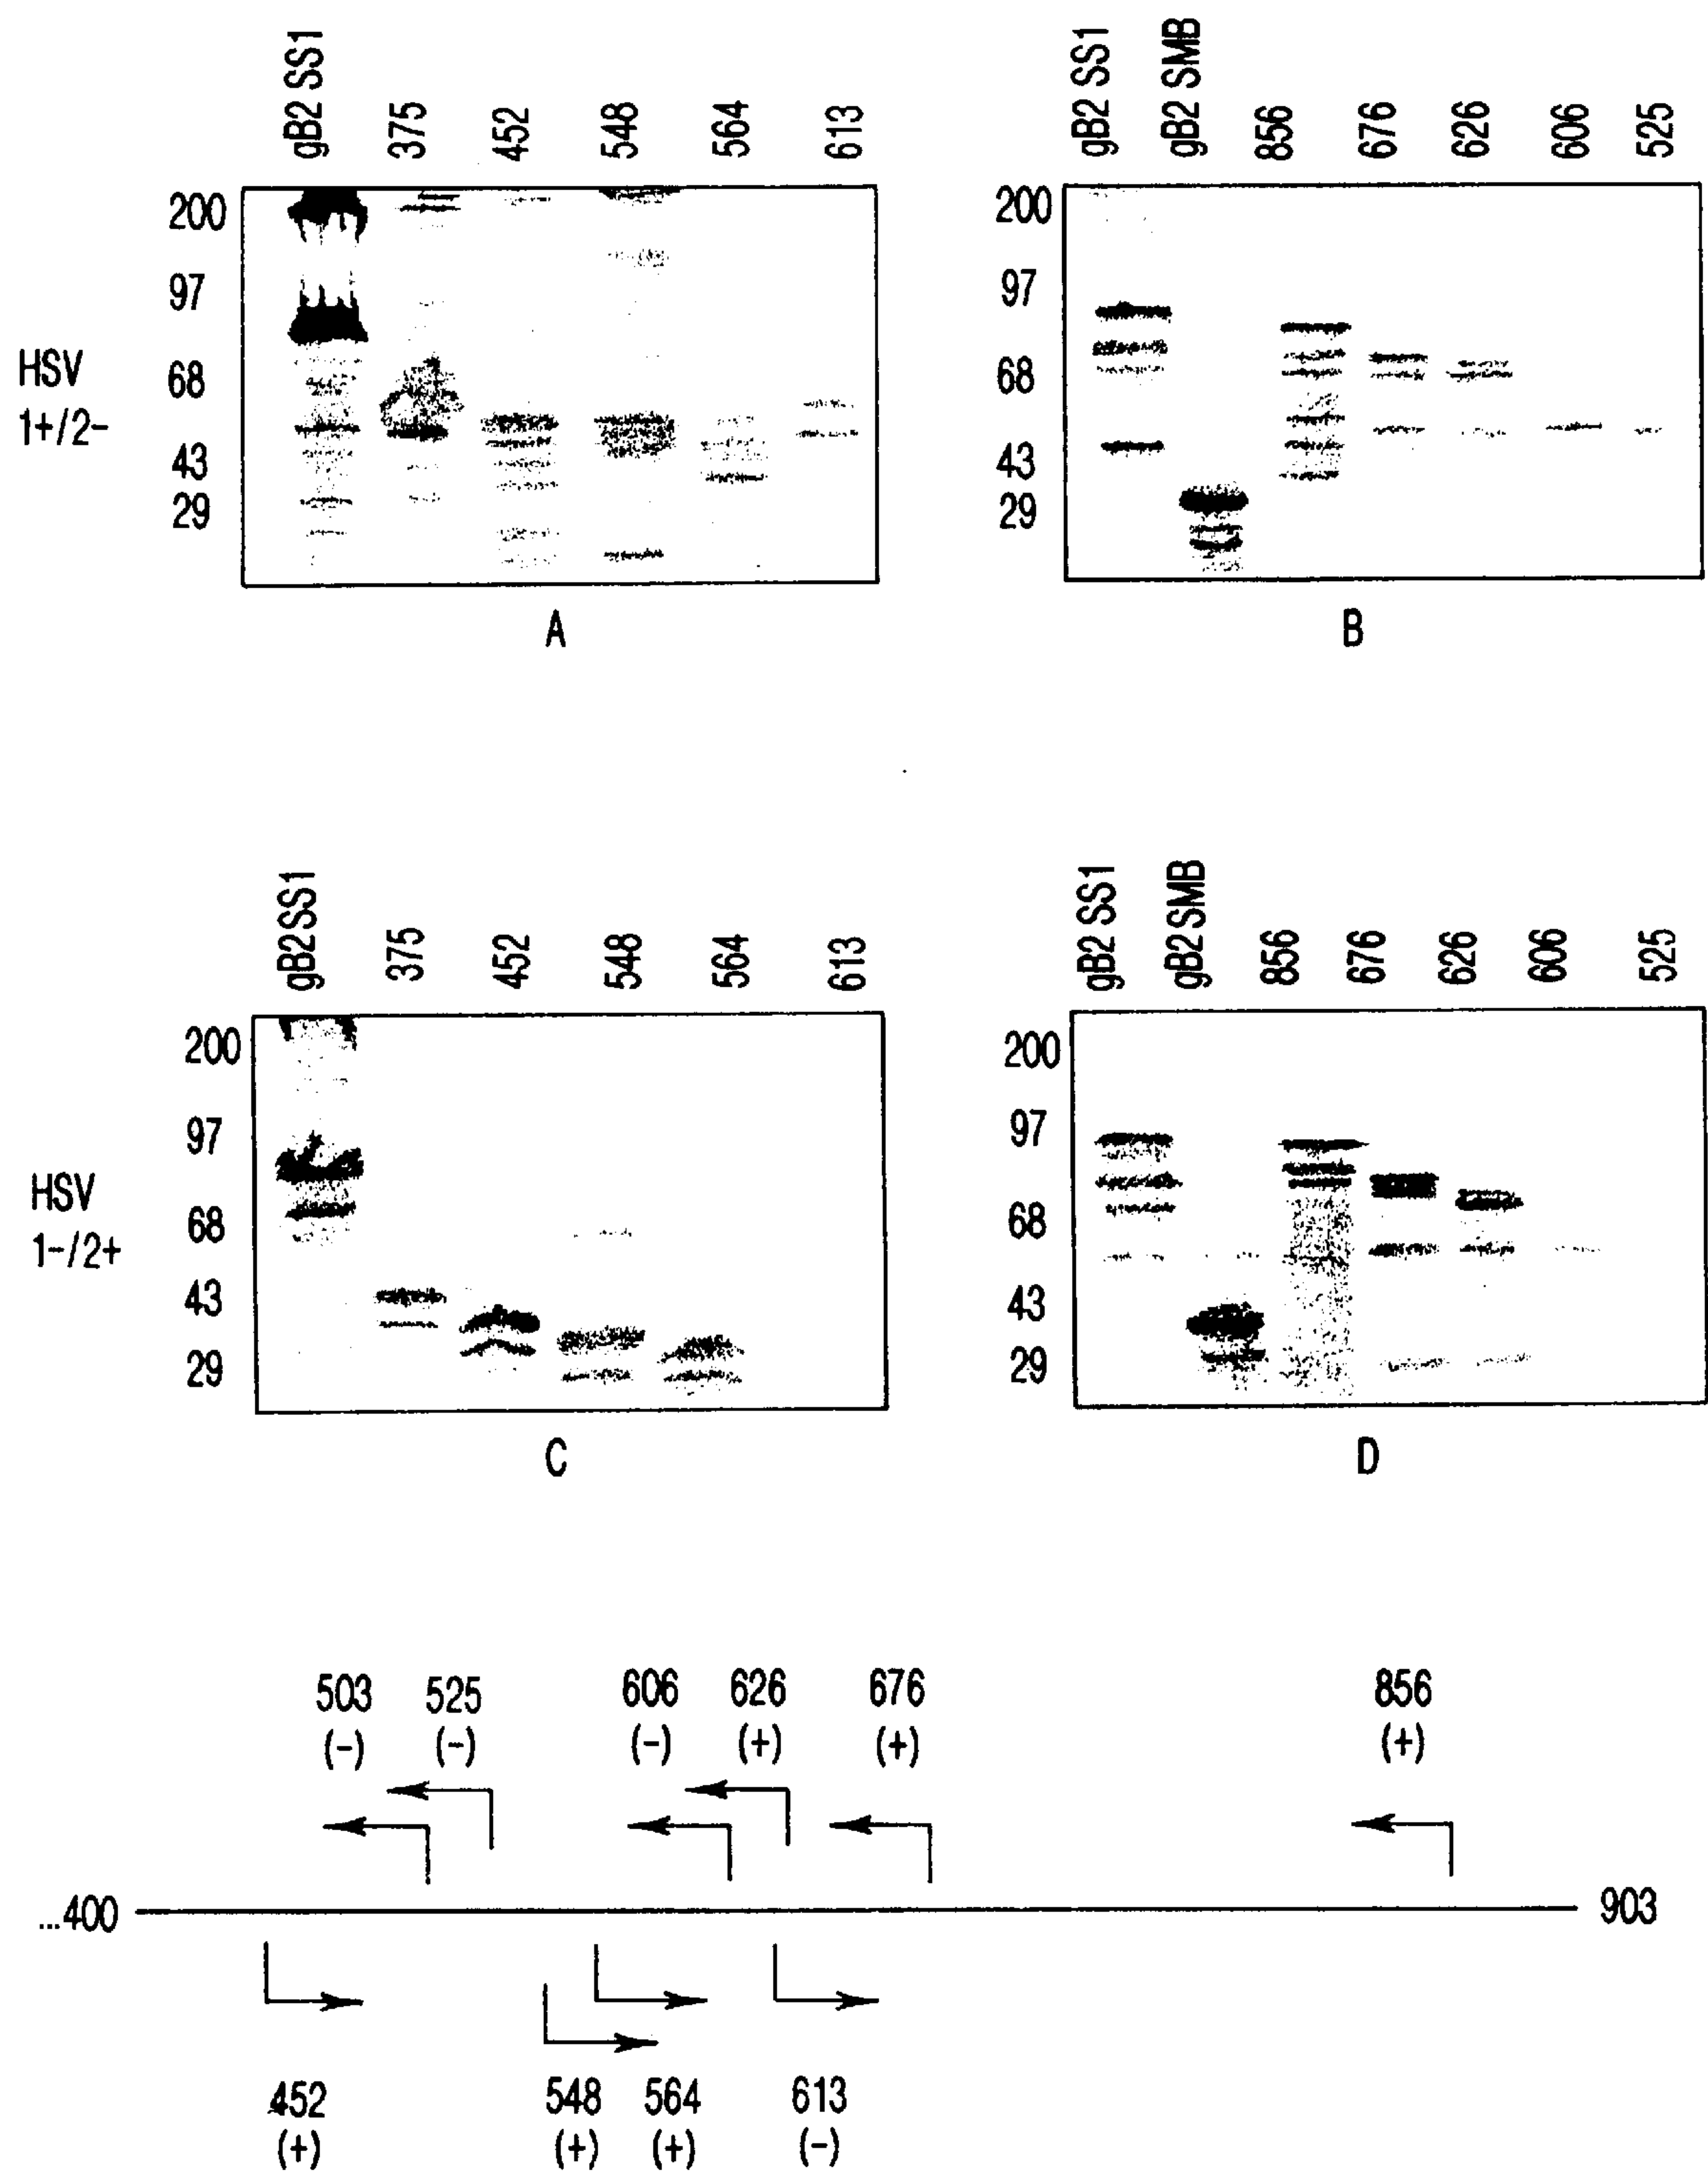 gB2 SS1 375 452 548 564 613
200
97
68
43
29
HSV
1+/2-
A
gB2 SS1 gB2 SMB 856 676 626 606 525
200
97
68
43
29
B
gB2SS1 375 452 548 564 613
200
97
68
43
29
HSV
1-/2+
C
gB2 SS1 gB2SMB 856 676 626 606 525
200
97
68
43
29
D
503 525 606 626 676 856
(-) (-) (-) (+) (+) (+)
...400 903
452 548 564 613
(+) (+) (+) (-)